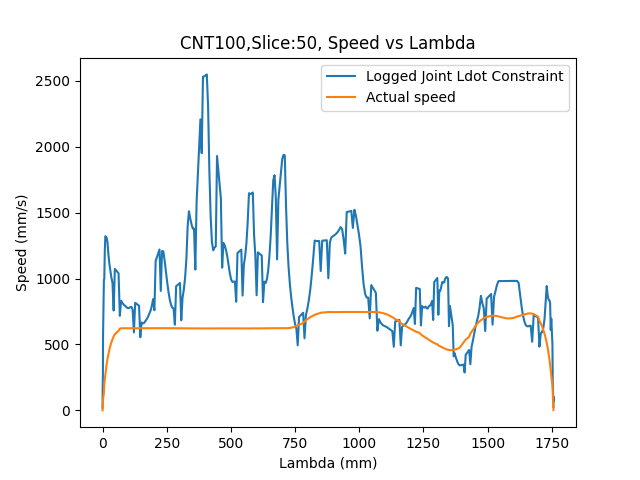 CNT100,Slice:50, Speed vs Lambda
Logged Joint Ldot Constraint
Actual speed
Speed (mm/s)
2500
2000
1500
1000
500
0
0 250 500 750 1000 1250 1500 1750
Lambda (mm)